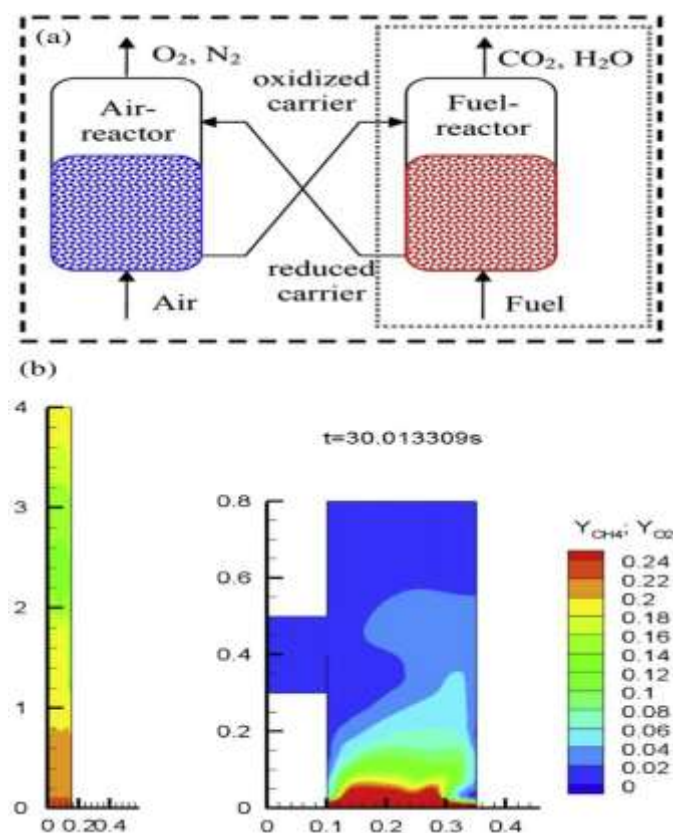 (a)
O₂, N₂
CO₂, H₂O
oxidized
carrier
Air-
reactor
Fuel-
reactor
reduced
carrier
Air
Fuel
(b)
t=30.013309s
4
3
2
1
0
0 0.2 0.4
0.8
0.6
0.4
0.2
0
0 0.1 0.2 0.3 0.4
Y_CH4; Y_O2
0.24
0.22
0.2
0.18
0.16
0.14
0.1
0.08
0.06
0.04
0.02
0